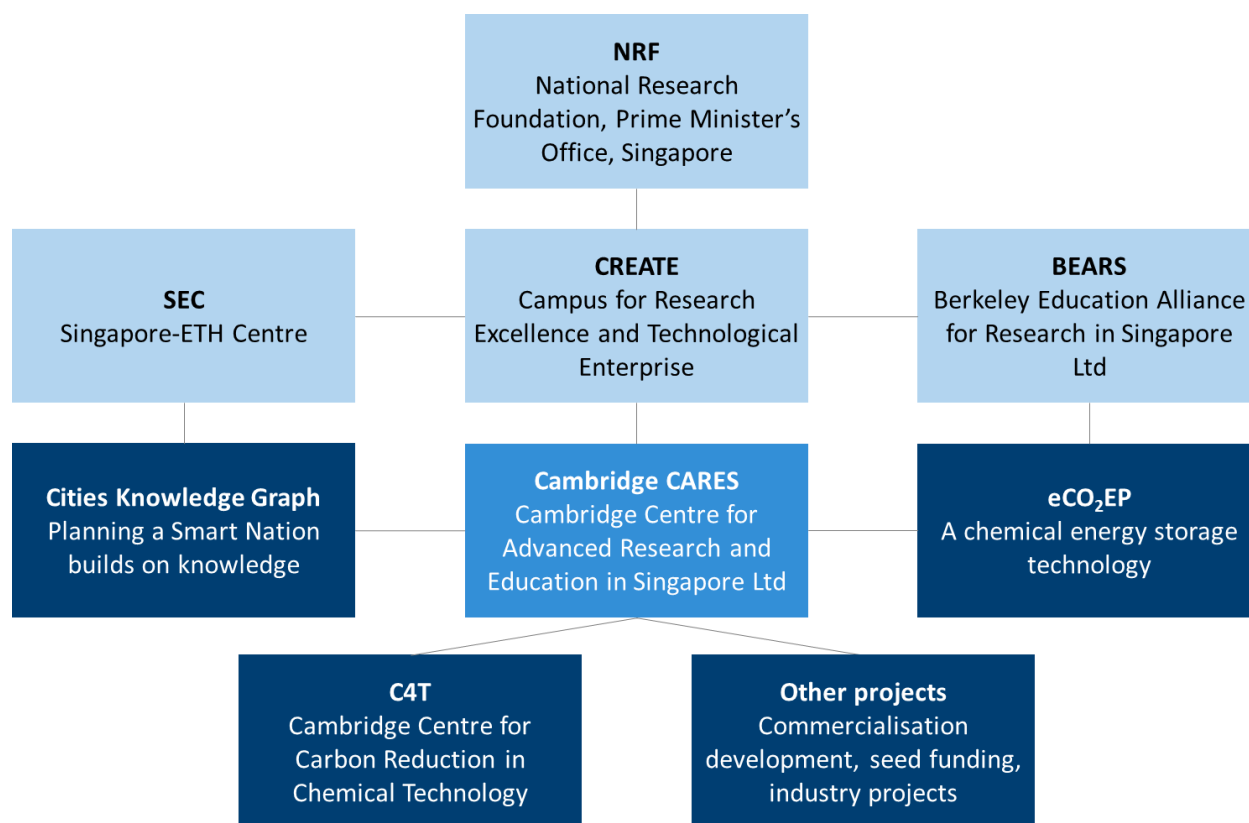 NRF
National Research
Foundation, Prime Minister’s
Office, Singapore
SEC
Singapore-ETH Centre
CREATE
Campus for Research
Excellence and Technological
Enterprise
BEARS
Berkeley Education Alliance
for Research in Singapore
Ltd
Cities Knowledge Graph
Planning a Smart Nation
builds on knowledge
Cambridge CARES
Cambridge Centre for
Advanced Research and
Education in Singapore Ltd
eCO₂EP
A chemical energy storage
technology
C4T
Cambridge Centre for
Carbon Reduction in
Chemical Technology
Other projects
Commercialisation
development, seed funding,
industry projects